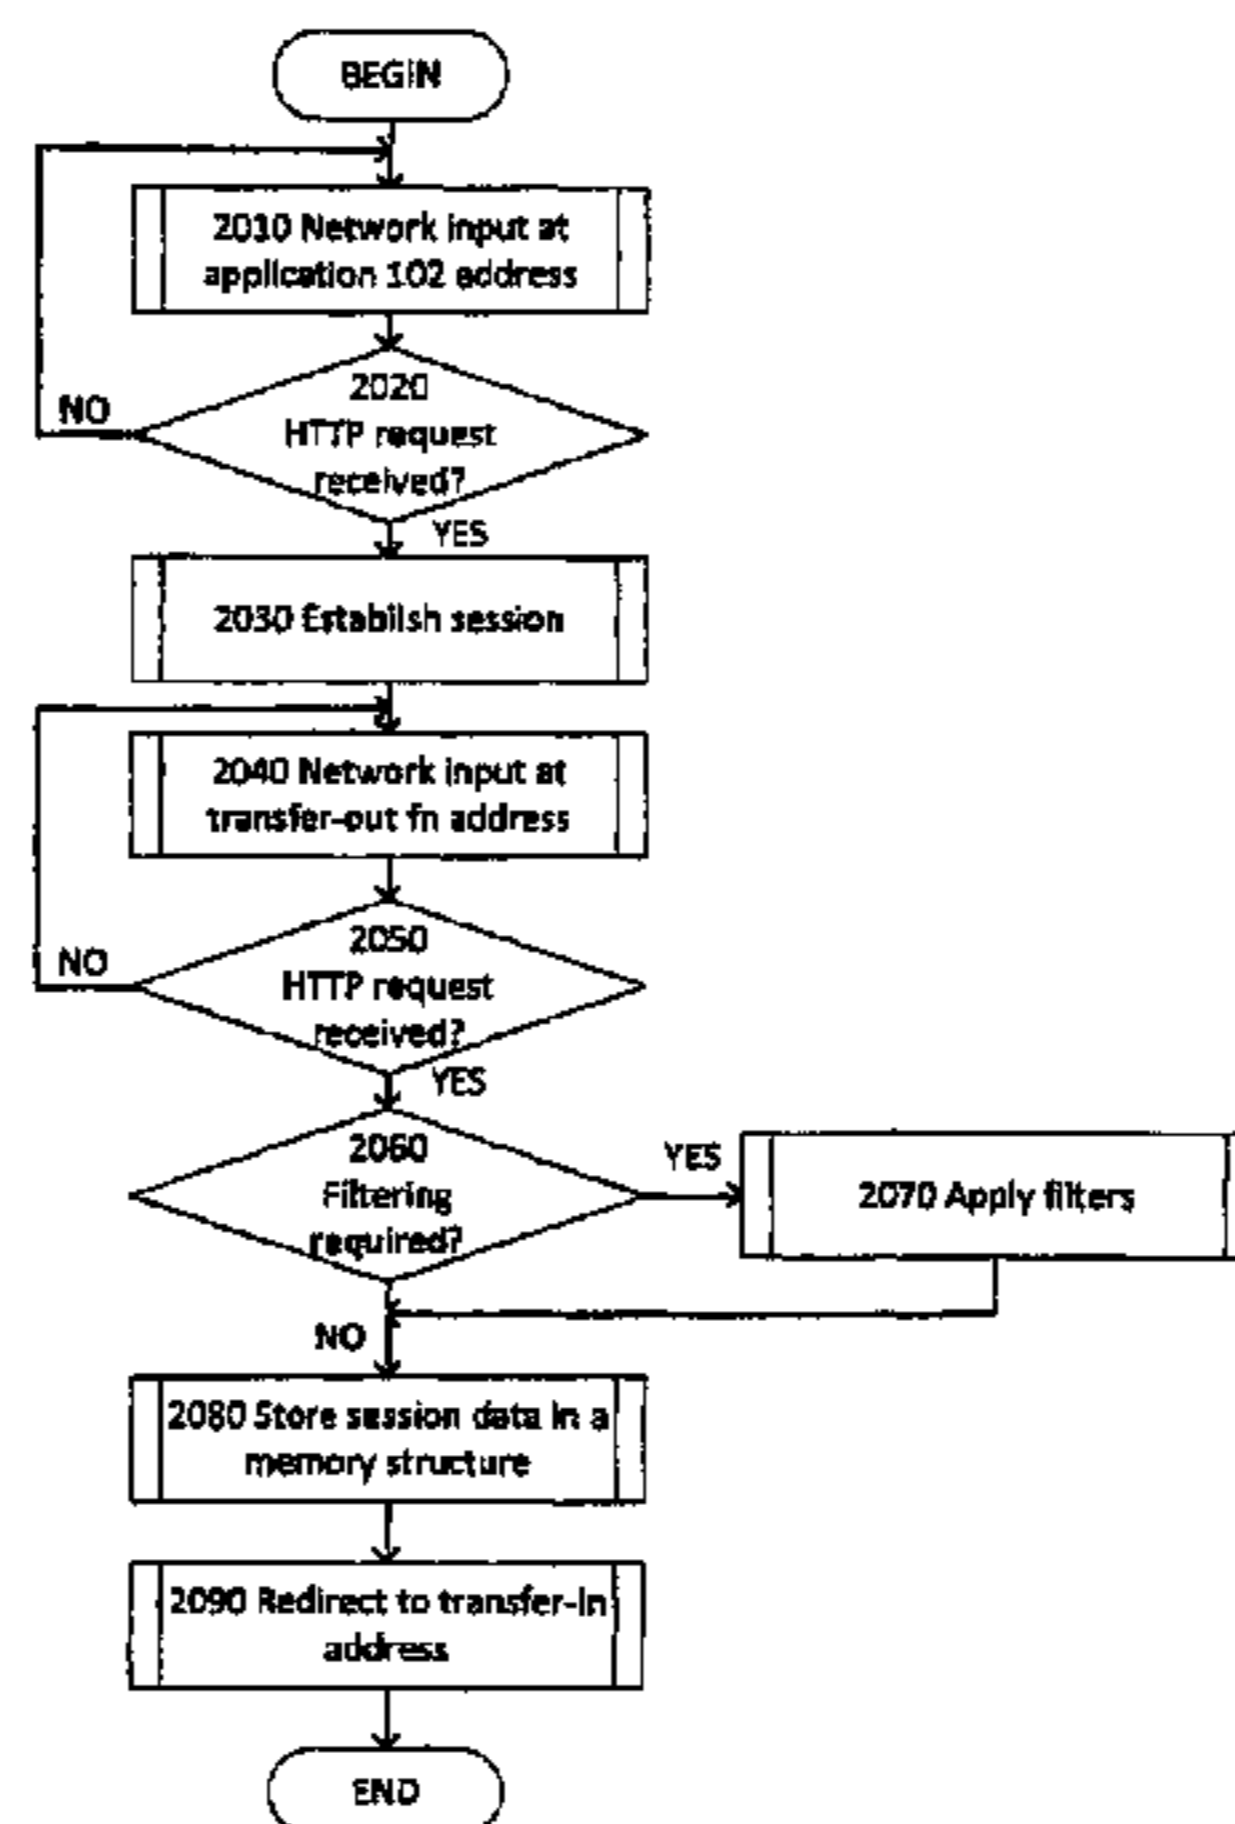 BEGIN
2010 Network input at
application 102 address
2020
HTTP request
received?
NO
YES
2030 Establish session
2040 Network input at
transfer-out fn address
2050
HTTP request
received?
NO
YES
2060
Filtering
required?
YES
2070 Apply filters
NO
2080 Store session data in a
memory structure
2090 Redirect to transfer-in
address
END